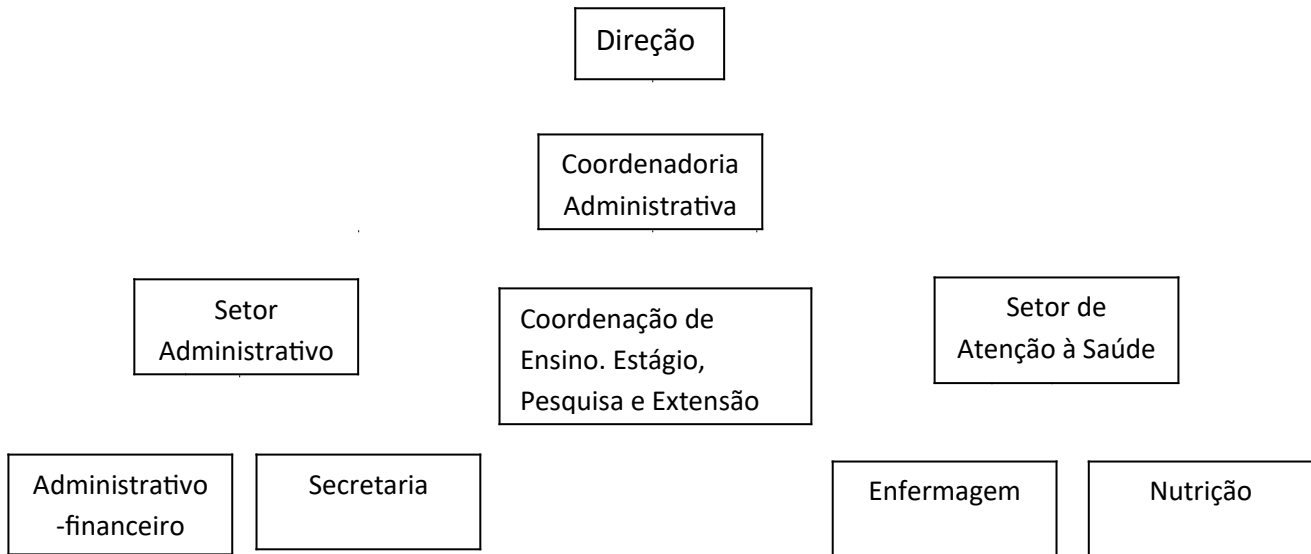 Direção
Coordenadoria
Administrativa
Setor
Administrativo
Coordenação de
Ensino. Estágio,
Pesquisa e Extensão
Setor de
Atenção à Saúde
Administrativo
-financeiro
Secretaria
Enfermagem
Nutrição